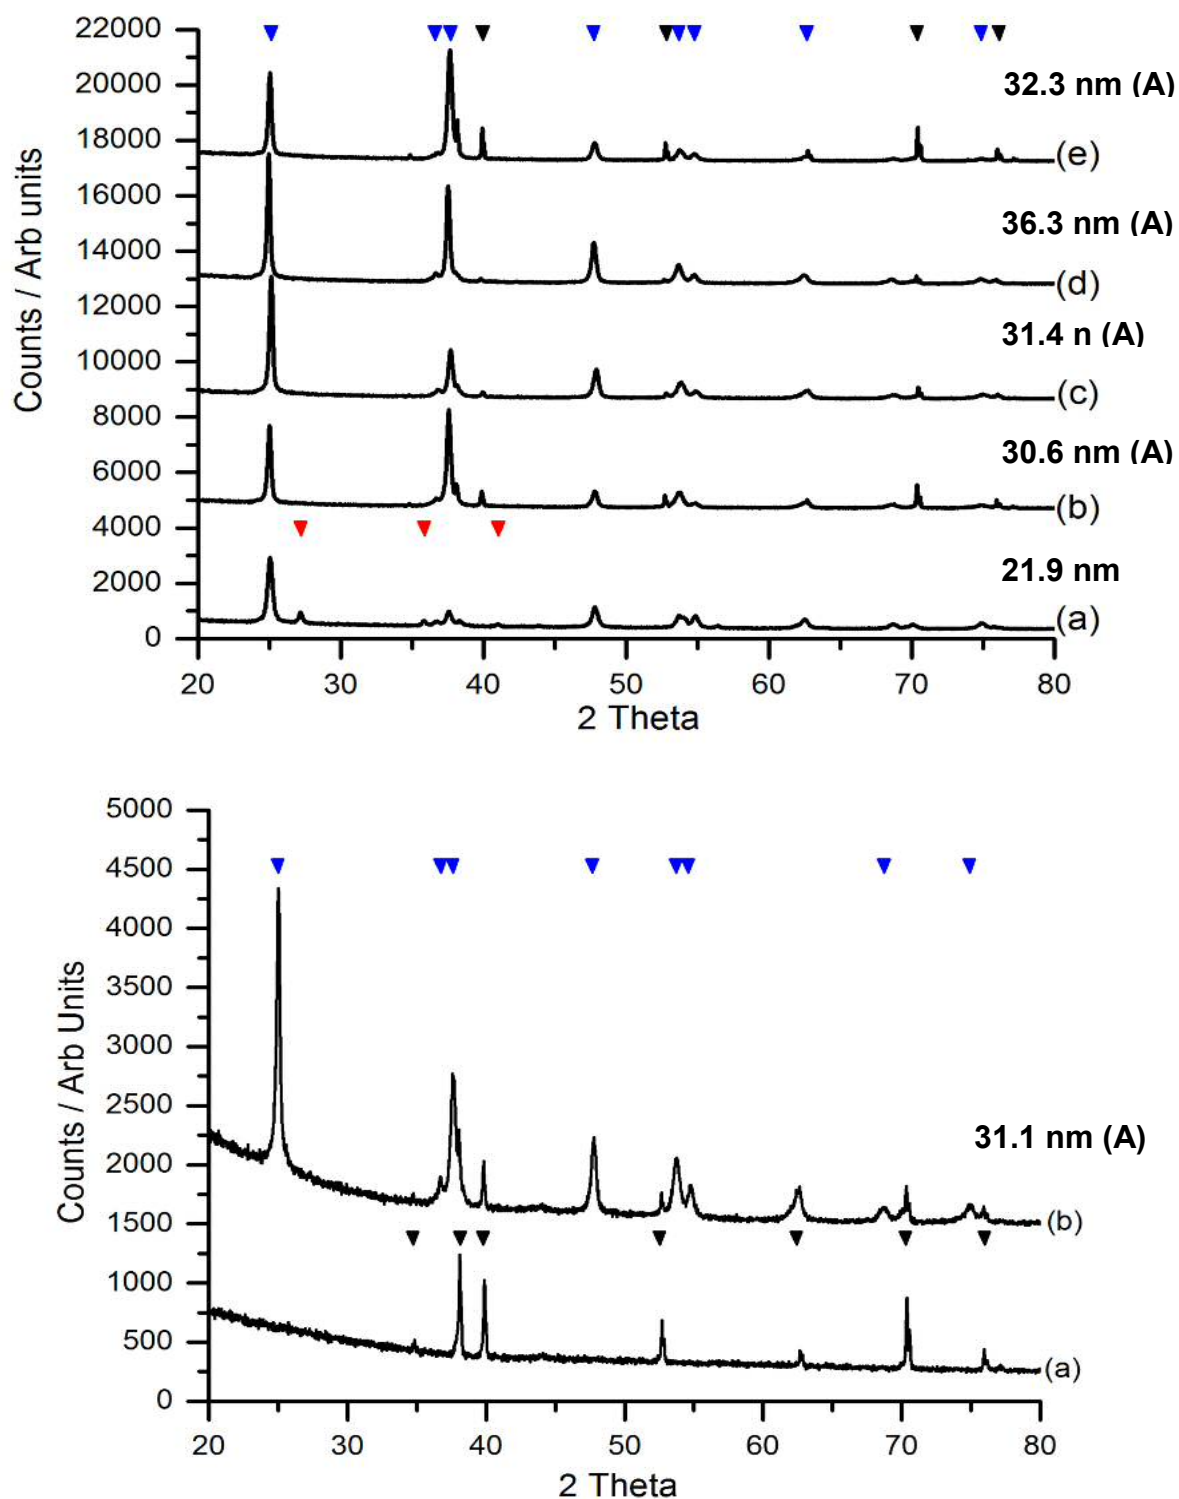 22000
20000
18000
16000
14000
12000
10000
8000
6000
4000
2000
0
Counts / Arb units
32.3 nm (A)
(e)
36.3 nm (A)
(d)
31.4 n (A)
(c)
30.6 nm (A)
(b)
21.9 nm
(a)
20 30 40 50 60 70 80
2 Theta
5000
4500
4000
3500
3000
2500
2000
1500
1000
500
0
Counts / Arb Units
31.1 nm (A)
(b)
(a)
20 30 40 50 60 70 80
2 Theta